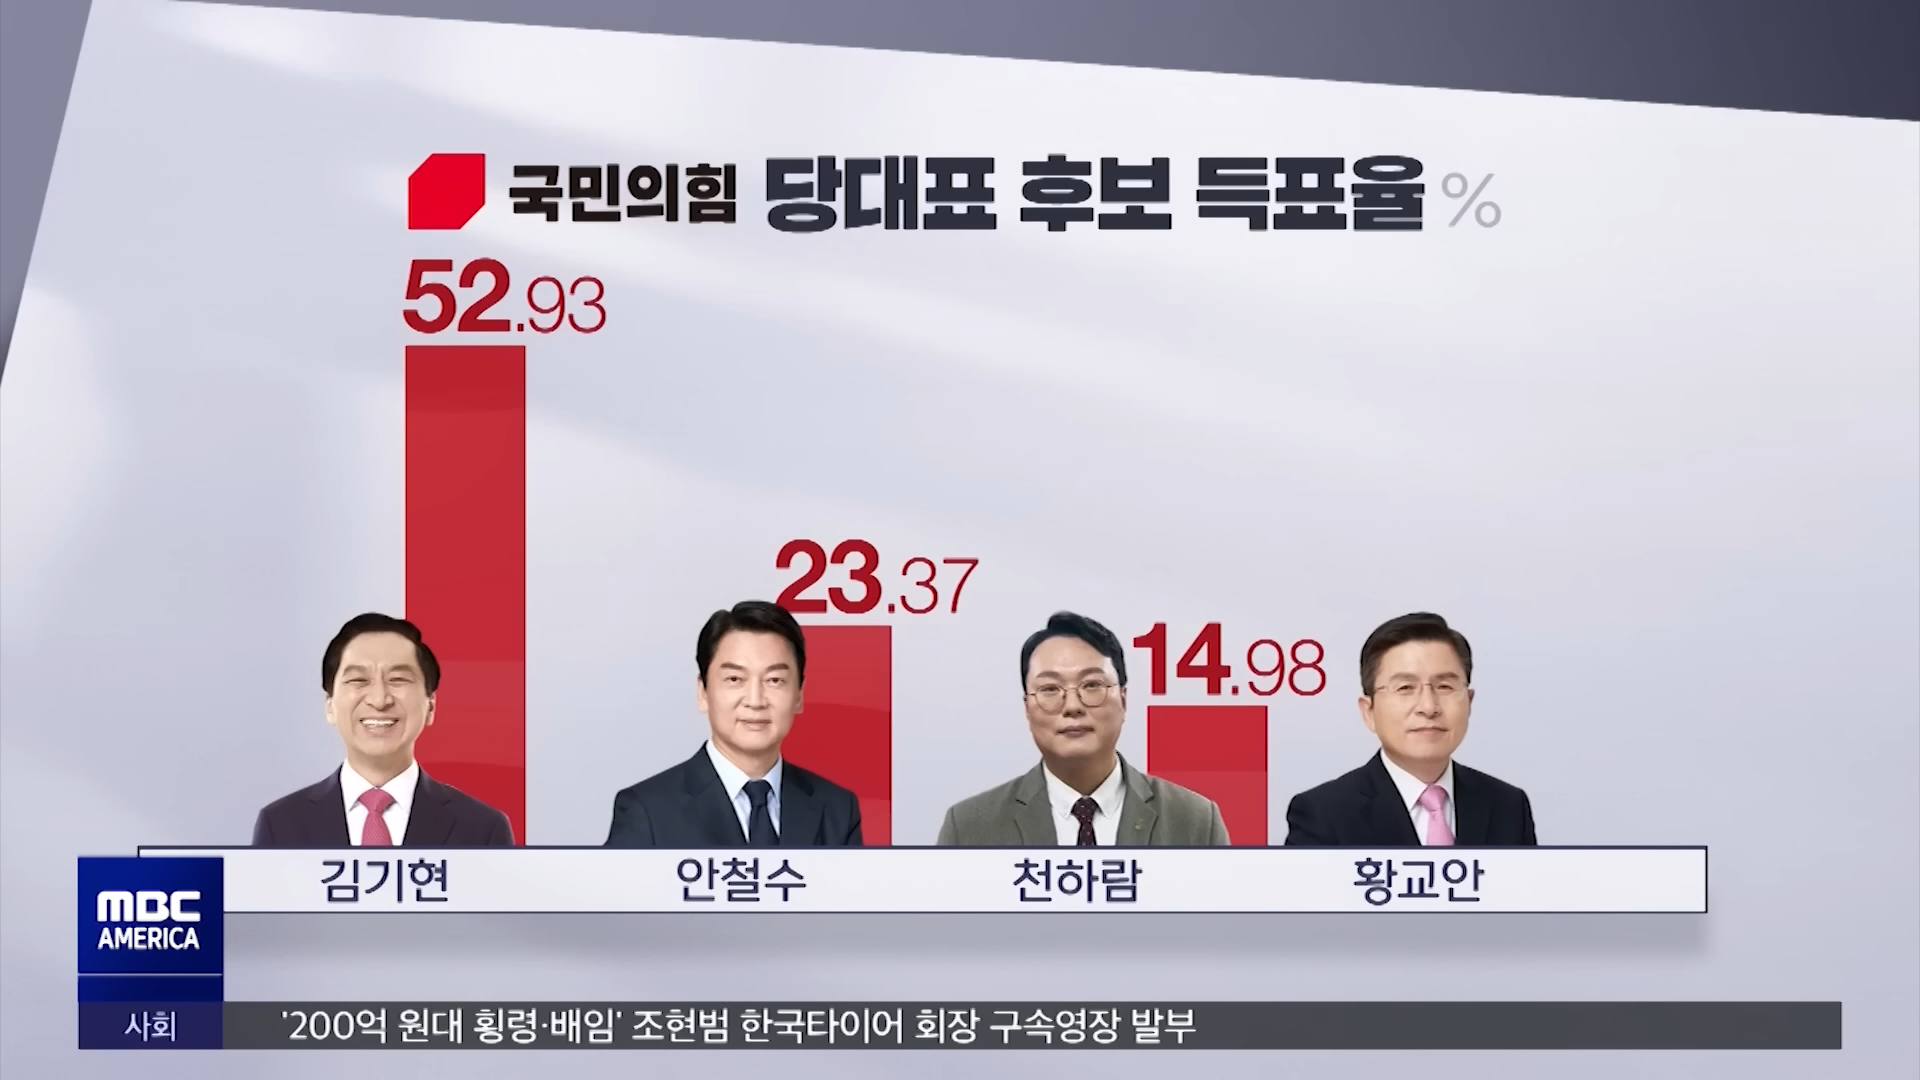 국민의힘 당대표 후보 득표율 %
52.93
23.37
14.98
김기현 안철수 천하람 황교안
MBC
AMERICA
사회 '200억 원대 횡령·배임' 조현범 한국타이어 회장 구속영장 발부